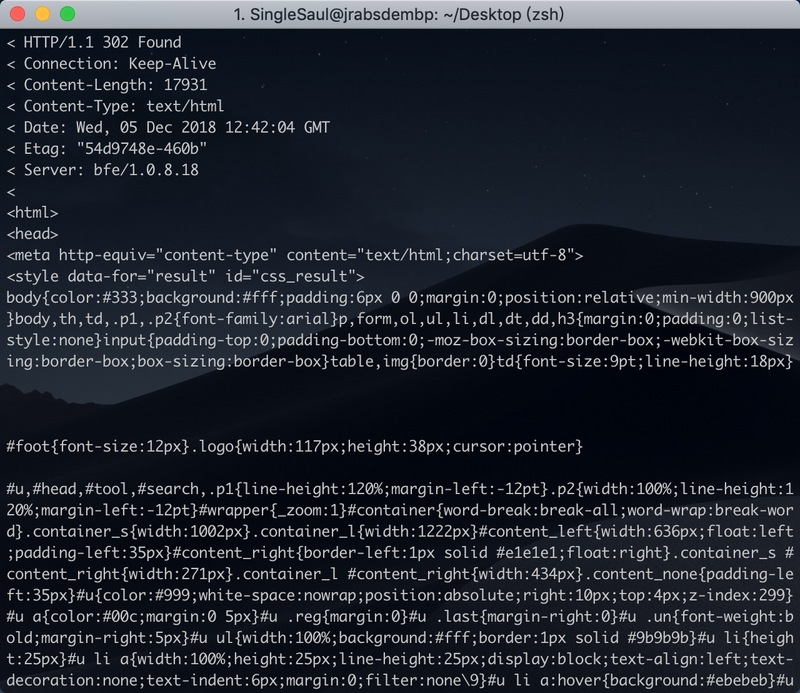 1. SingleSaul@jrabsdembp: ~/Desktop (zsh)
< HTTP/1.1 302 Found
< Connection: Keep-Alive
< Content-Length: 17931
< Content-Type: text/html
< Date: Wed, 05 Dec 2018 12:42:04 GMT
< Etag: "54d9748e-460b"
< Server: bfe/1.0.8.18
<
<html>
<head>
<meta http-equiv="content-type" content="text/html;charset=utf-8">
<style data-for="result" id="css_result">
body{color:#333;background:#fff;padding:6px 0 0;margin:0;position:relative;min-width:900px
}body,th,td,.p1,.p2{font-family:arial}p,form,ol,ul,li,dl,dt,dd,h3{margin:0;padding:0;list-
style:none}input{padding-top:0;padding-bottom:0;-moz-box-sizing:border-box;-webkit-box-siz
ing:border-box;box-sizing:border-box}table,img{border:0}td{font-size:9pt;line-height:18px}
#foot{font-size:12px}.logo{width:117px;height:38px;cursor:pointer}
#u,#head,#tool,#search,.p1{line-height:120%;margin-left:-12pt}.p2{width:100%;line-height:1
20%;margin-left:-12pt}#wrapper{_zoom:1}#container{word-break:break-all;word-wrap:break-wor
d}.container_s{width:1002px}.container_l{width:1222px}#content_left{width:636px;float:left
;padding-left:35px}#content_right{border-left:1px solid #e1e1e1;float:right}.container_s #
content_right{width:271px}.container_l #content_right{width:434px}.content_none{padding-le
ft:35px}#u{color:#999;white-space:nowrap;position:absolute;right:10px;top:4px;z-index:299}
#u a{color:#00c;margin:0 5px}#u .reg{margin:0}#u .last{margin-right:0}#u .un{font-weight:b
old;margin-right:5px}#u ul{width:100%;background:#fff;border:1px solid #9b9b9b}#u li{heigh
t:25px}#u li a{width:100%;height:25px;line-height:25px;display:block;text-align:left;text-
decoration:none;text-indent:6px;margin:0;filter:none\9}#u li a:hover{background:#ebebeb}#u